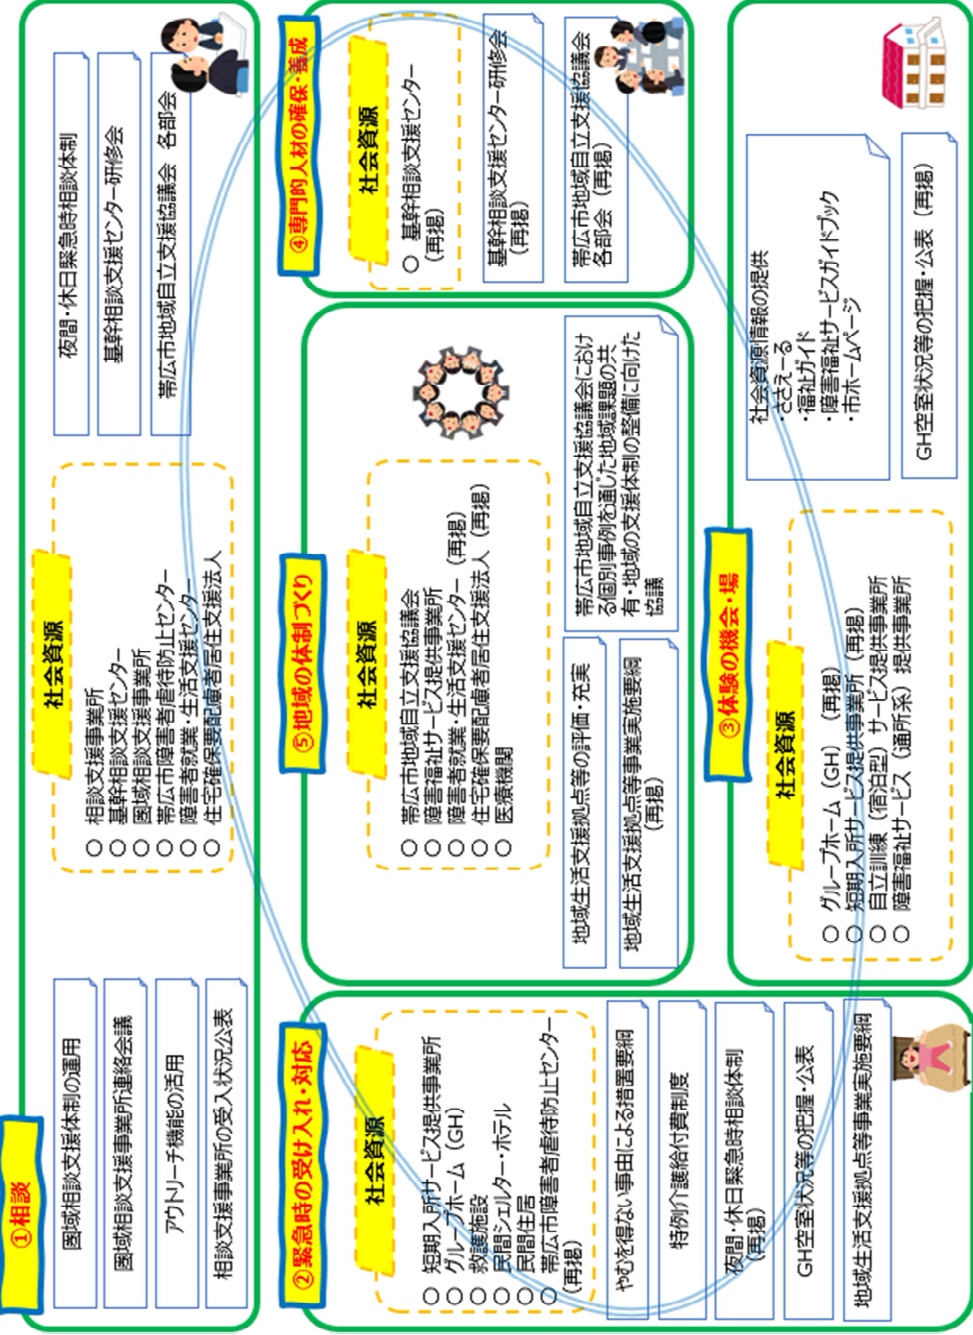 ①相談
圏域相談支援体制の運用
圏域相談支援事業所連絡会議
アウトリーチ機能の活用
相談支援事業所の受入状況公表
社会資源
○ 相談支援事業所
○ 基幹相談支援センター
○ 圏域相談支援事業所
○ 帯広市障害者虐待防止センター
○ 障害者就業・生活支援センター
○ 住宅確保要配慮者居住支援法人
夜間・休日緊急時相談体制
基幹相談支援センター研修会
帯広市地域自立支援協議会 各部会
②緊急時の受け入れ・対応
社会資源
○ 短期入所サービス提供事業所
○ グループホーム（GH）
○ 救護施設
○ 民間シェルター・ホテル
○ 民間住居
○ 帯広市障害者虐待防止センター
（再掲）
やむを得ない事由による措置要綱
特例介護給付費制度
夜間・休日緊急時相談体制
（再掲）
GH空室状況等の把握・公表
地域生活支援拠点等事業実施要綱
⑤地域の体制づくり
社会資源
○ 帯広市地域自立支援協議会
○ 障害福祉サービス提供事業所
○ 障害者就業・生活支援センター（再掲）
○ 住宅確保要配慮者居住支援法人（再掲）
○ 医療機関
地域生活支援拠点等の評価・充実
地域生活支援拠点等事業実施要綱
（再掲）
帯広市地域自立支援協議会におけ
る個別事例を通じた地域課題の共
有・地域の支援体制の整備に向けた
協議
④専門的人材の確保・養成
社会資源
○ 基幹相談支援センター
（再掲）
基幹相談支援センター研修会
（再掲）
帯広市地域自立支援協議会
各部会（再掲）
③体験の機会・場
社会資源
○ グループホーム（GH）（再掲）
○ 短期入所サービス提供事業所（再掲）
○ 自立訓練（宿泊型）サービス提供事業所
○ 障害福祉サービス（通所系）提供事業所
社会資源情報の提供
・ささえーる
・福祉ガイド
・障害福祉サービスガイドブック
・市ホームページ
GH空室状況等の把握・公表（再掲）